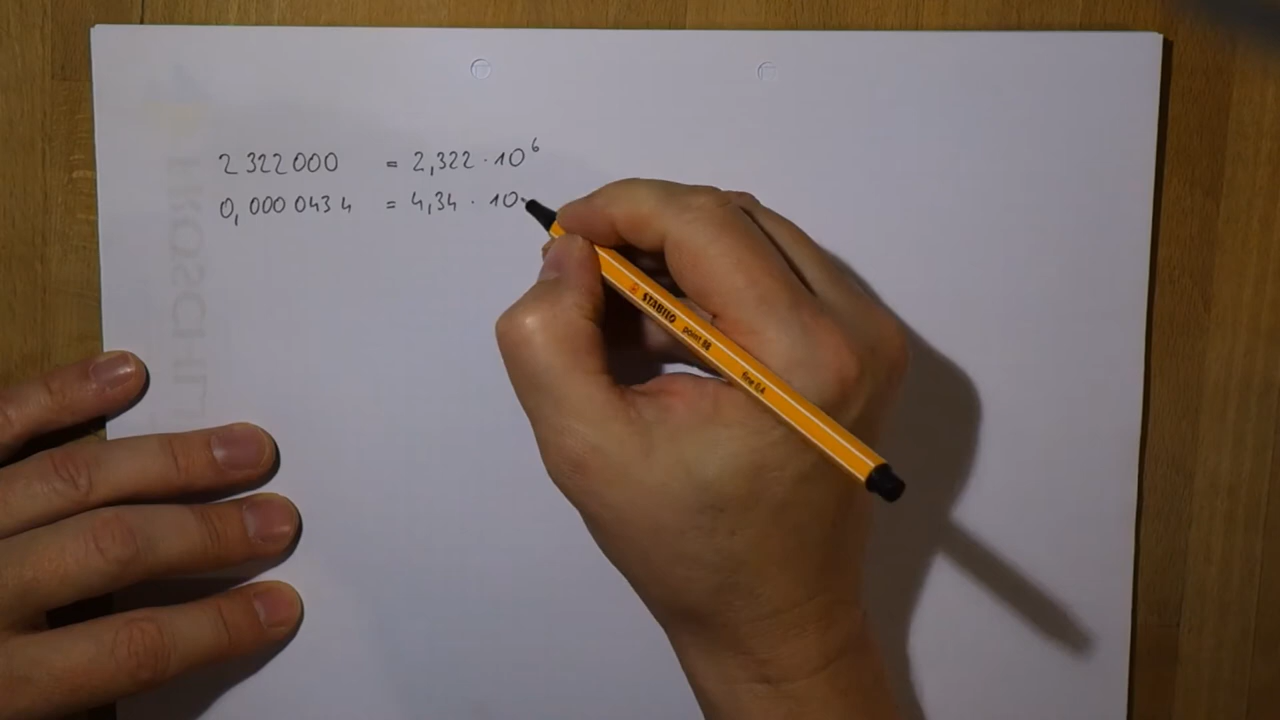 2 322 000 = 2,322 · 10⁶
0,000 043 4 = 4,34 · 10
STABILO point 88 fine 0,4